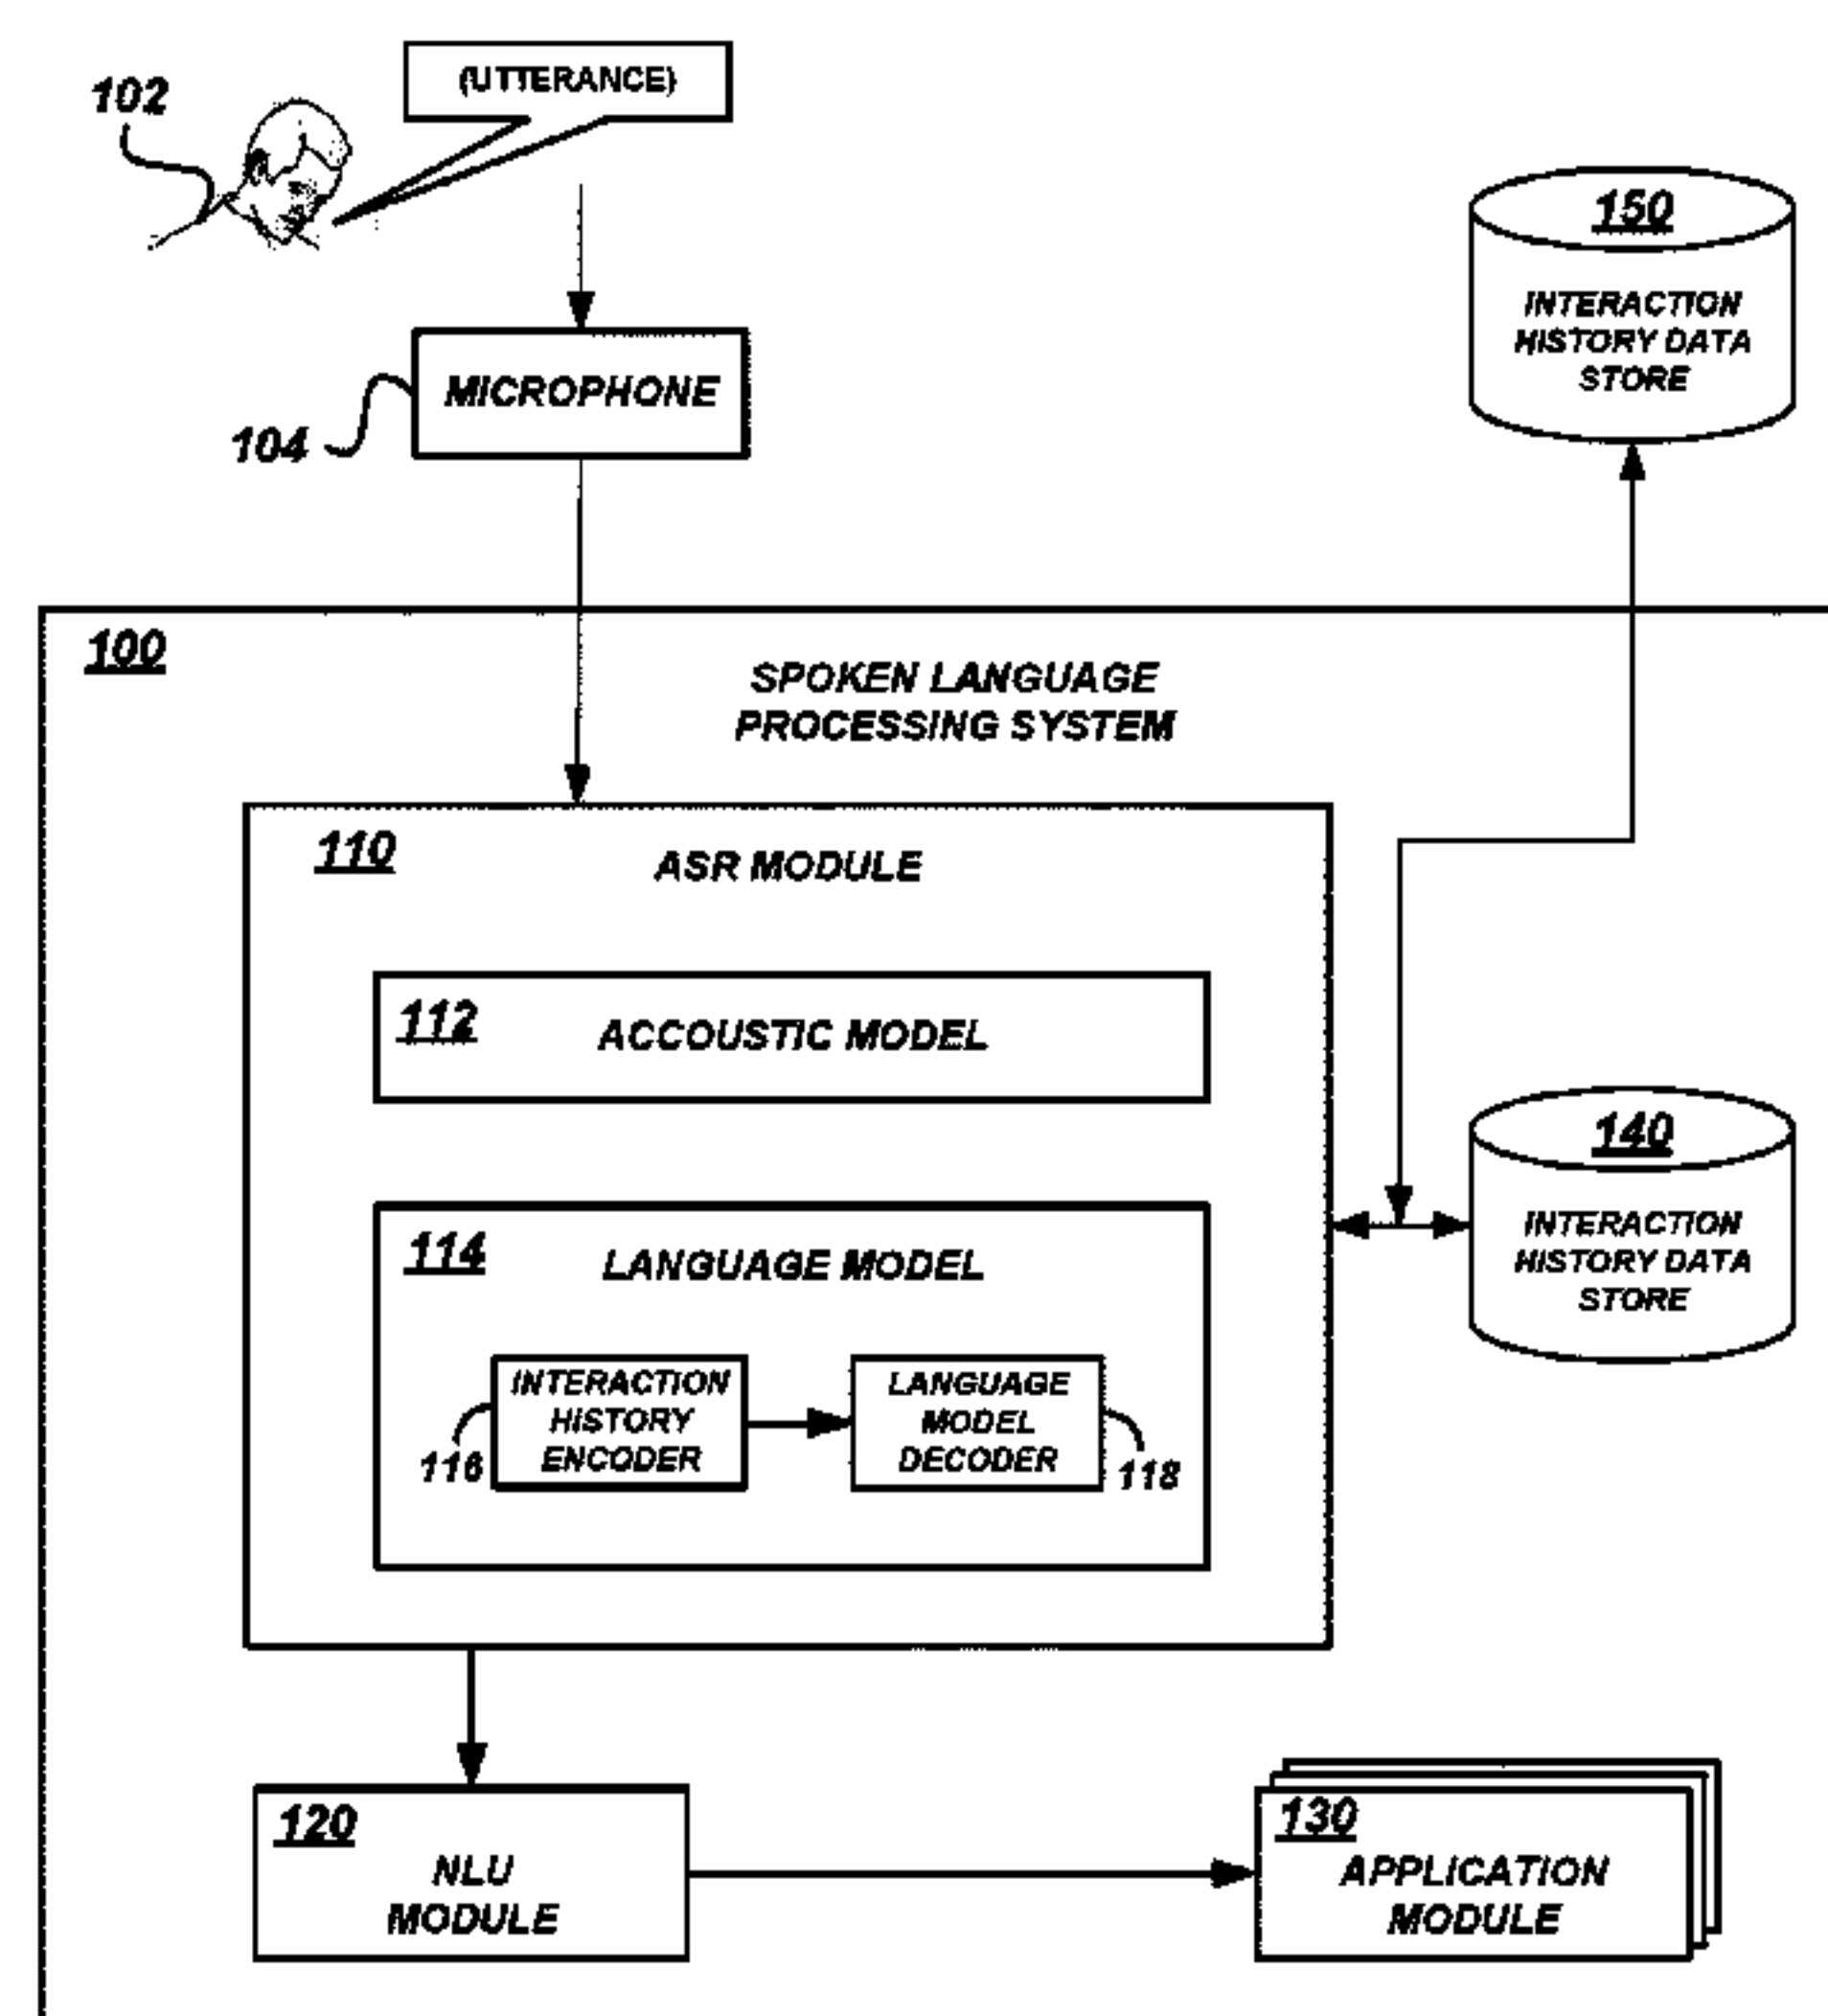 (UTTERANCE)
102
150
INTERACTION
HISTORY DATA
STORE
MICROPHONE
104
100
SPOKEN LANGUAGE
PROCESSING SYSTEM
110
ASR MODULE
112
ACCOUSTIC MODEL
140
INTERACTION
HISTORY DATA
STORE
114
LANGUAGE MODEL
INTERACTION
HISTORY
ENCODER
116
LANGUAGE
MODEL
DECODER
118
120
NLU
MODULE
130
APPLICATION
MODULE